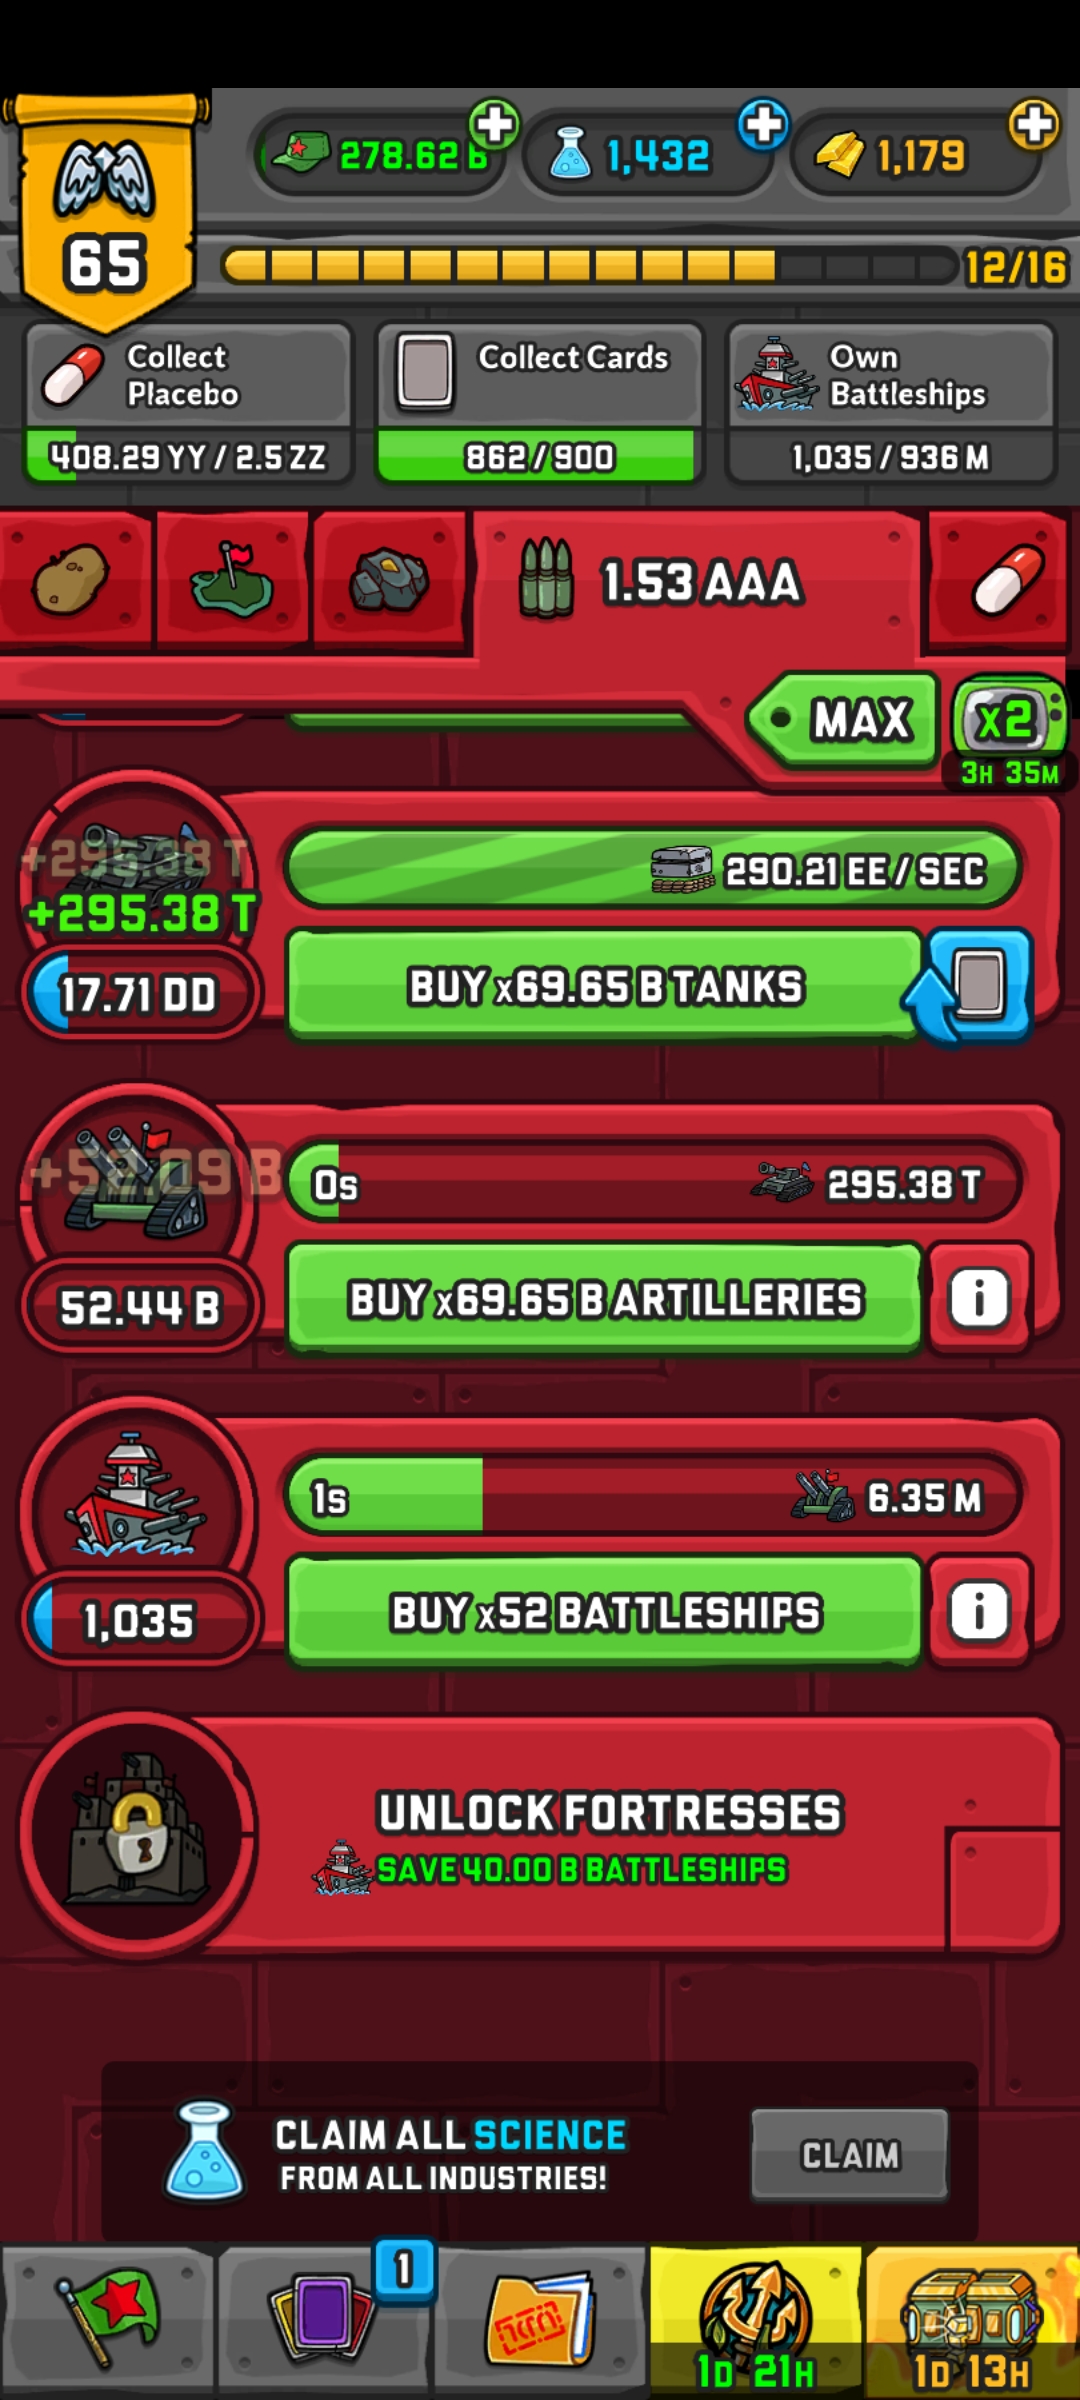 278.62 B
1,432
1,179
65
12/16
Collect
Placebo
408.29 YY / 2.5 ZZ
Collect Cards
862/900
Own
Battleships
1,035 / 936 M
1.53 AAA
MAX
x2
3H 35M
+295.38 T
+295.38 T
17.71 DD
290.21 EE / SEC
BUY x69.65 B TANKS
+52.09 B
52.44 B
0s
295.38 T
BUY x69.65 B ARTILLERIES
i
1,035
1s
6.35 M
BUY x52 BATTLESHIPS
i
UNLOCK FORTRESSES
SAVE 40.00 B BATTLESHIPS
CLAIM ALL SCIENCE
FROM ALL INDUSTRIES!
CLAIM
1
1D 21H
1D 13H